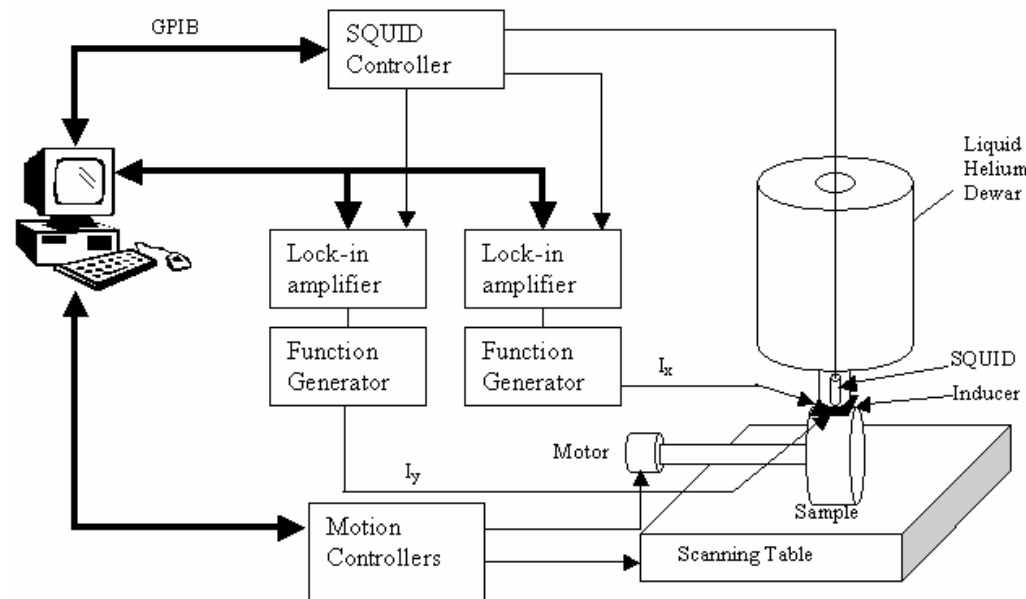 GPIB
SQUID
Controller
Liquid
Helium
Dewar
Lock-in
amplifier
Lock-in
amplifier
Function
Generator
Function
Generator
Iₓ
SQUID
Inducer
Motor
I_y
Sample
Motion
Controllers
Scanning Table